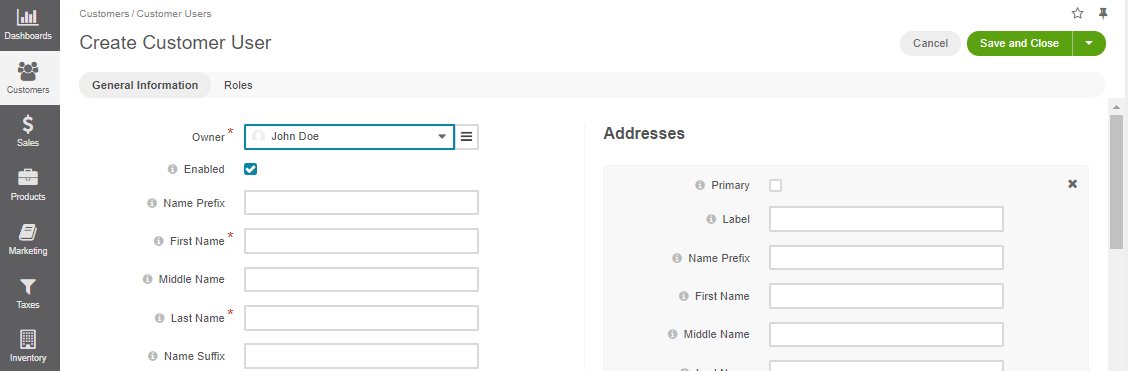 Dashboards
Customers
Sales
Products
Marketing
Taxes
Inventory
Customers / Customer Users
Create Customer User
Cancel
Save and Close
General Information
Roles
Owner *
John Doe
Enabled
Name Prefix
First Name *
Middle Name
Last Name *
Name Suffix
Addresses
Primary
Label
Name Prefix
First Name
Middle Name